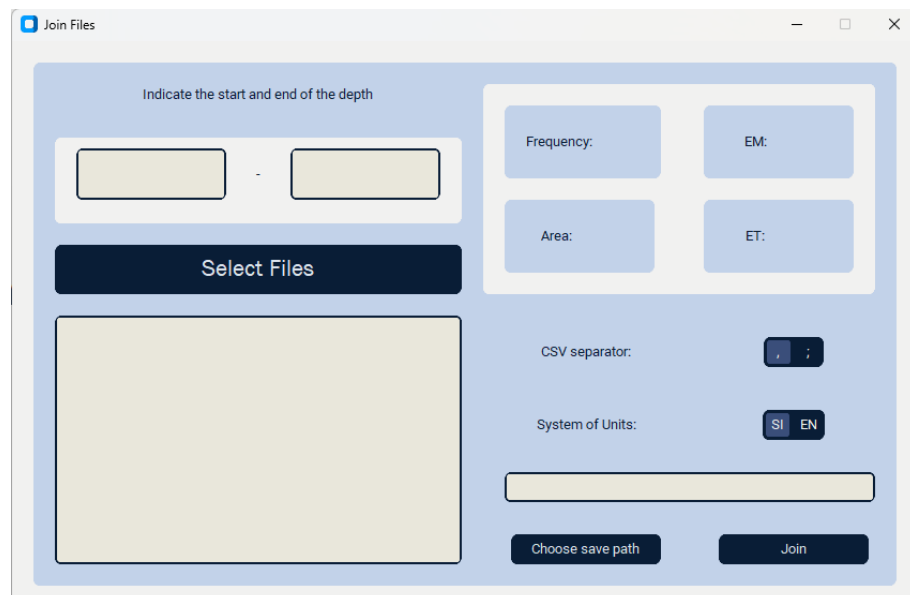 Join Files
Indicate the start and end of the depth
-
Select Files
Frequency:
EM:
Area:
ET:
CSV separator:
, ;
System of Units:
SI EN
Choose save path
Join